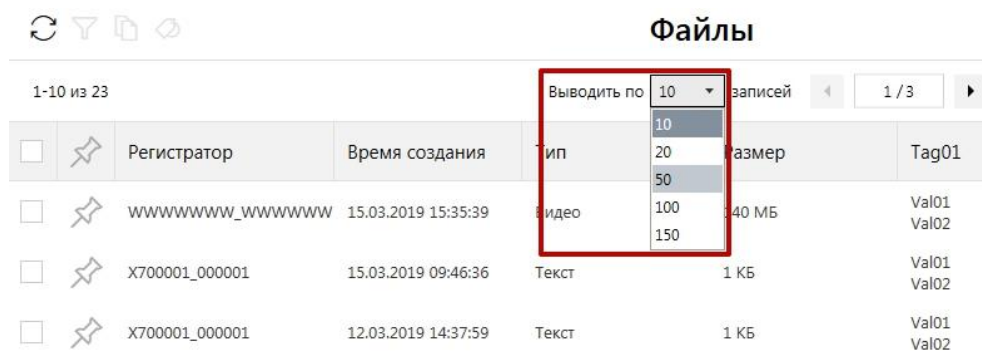 Файлы
1-10 из 23
Выводить по 10 записей
1 / 3
10
20
50
100
150
Регистратор Время создания Тип Размер Tag01
WWWWWWW_WWWWWW 15.03.2019 15:35:39 Видео 140 МБ Val01
Val02
X700001_000001 15.03.2019 09:46:36 Текст 1 КБ Val01
Val02
X700001_000001 12.03.2019 14:37:59 Текст 1 КБ Val01
Val02